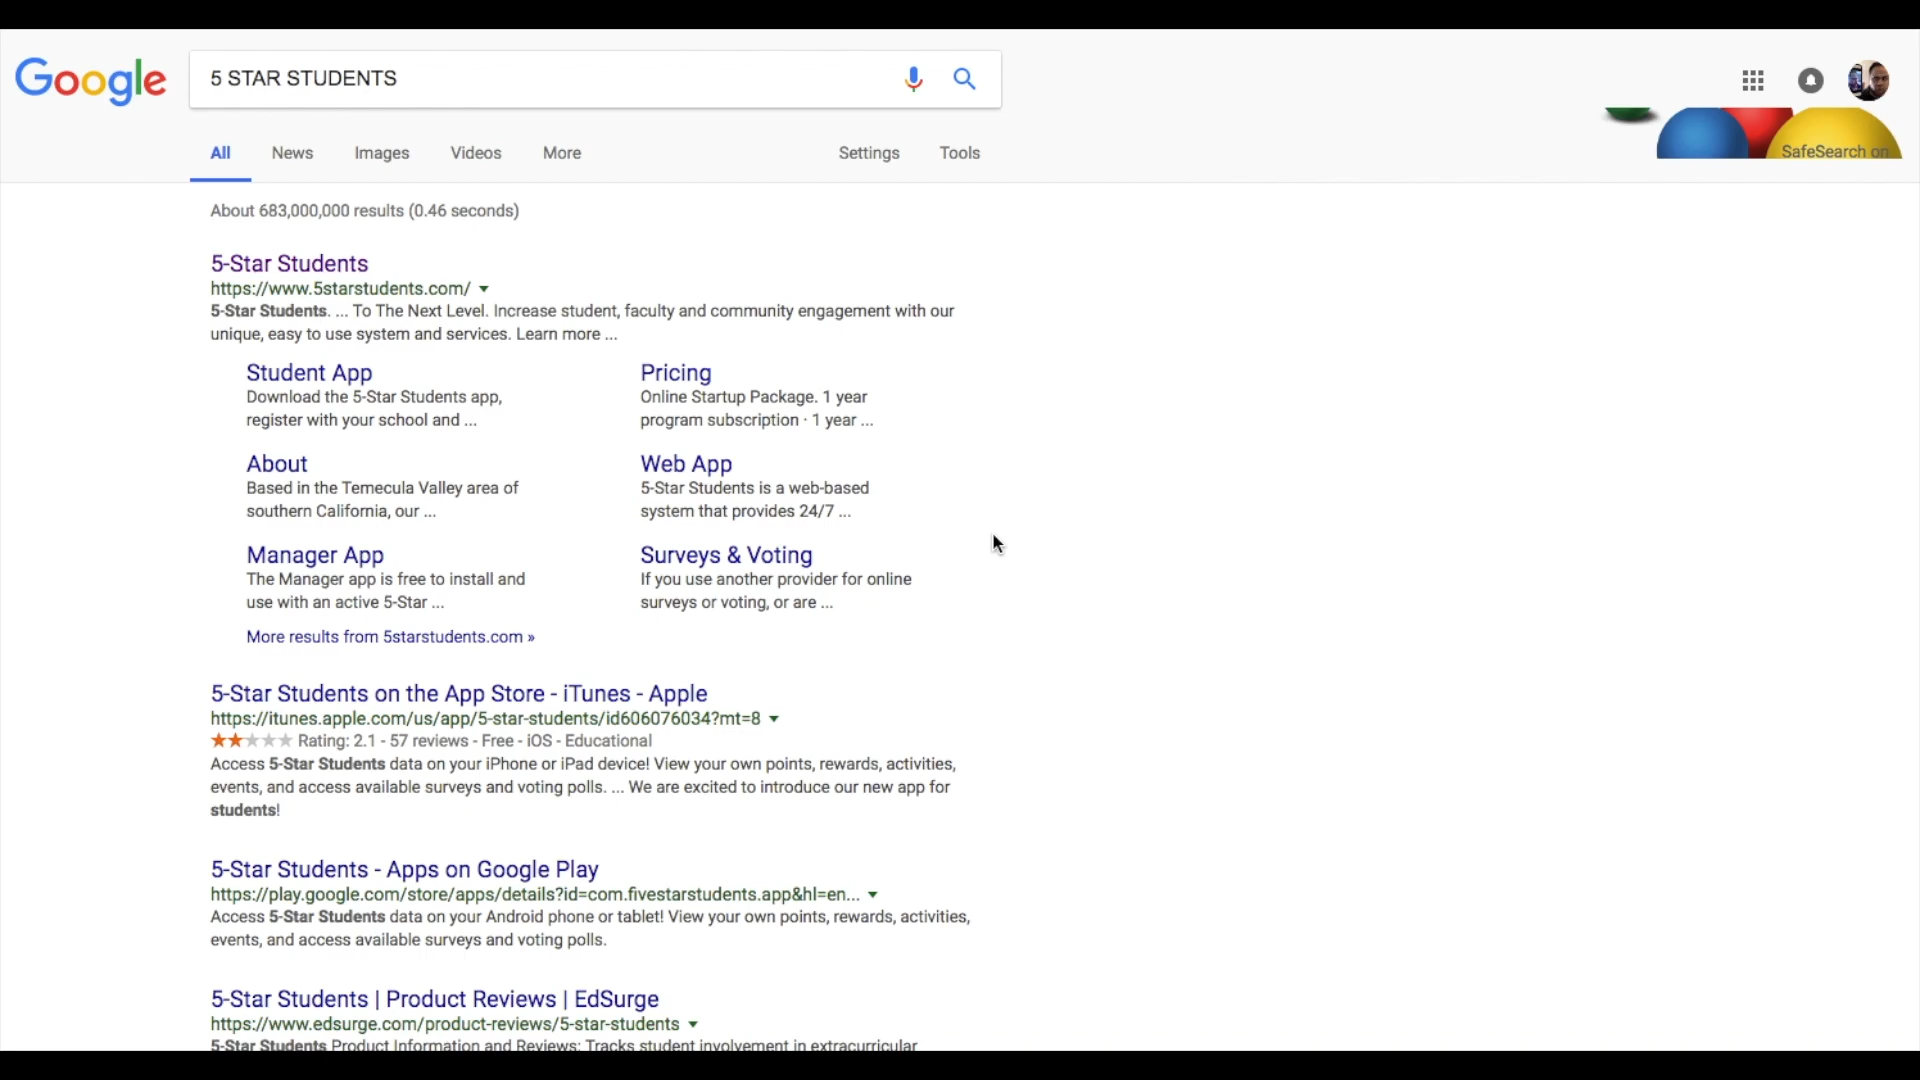 Google
5 STAR STUDENTS
All News Images Videos More Settings Tools
SafeSearch on
About 683,000,000 results (0.46 seconds)
5-Star Students
https://www.5starstudents.com/
5-Star Students. ... To The Next Level. Increase student, faculty and community engagement with our
unique, easy to use system and services. Learn more ...
Student App
Download the 5-Star Students app,
register with your school and ...
Pricing
Online Startup Package. 1 year
program subscription · 1 year ...
About
Based in the Temecula Valley area of
southern California, our ...
Web App
5-Star Students is a web-based
system that provides 24/7 ...
Manager App
The Manager app is free to install and
use with an active 5-Star ...
Surveys & Voting
If you use another provider for online
surveys or voting, or are ...
More results from 5starstudents.com »
5-Star Students on the App Store - iTunes - Apple
https://itunes.apple.com/us/app/5-star-students/id606076034?mt=8
Rating: 2.1 - 57 reviews - Free - iOS - Educational
Access 5-Star Students data on your iPhone or iPad device! View your own points, rewards, activities,
events, and access available surveys and voting polls. ... We are excited to introduce our new app for
students!
5-Star Students - Apps on Google Play
https://play.google.com/store/apps/details?id=com.fivestarstudents.app&hl=en...
Access 5-Star Students data on your Android phone or tablet! View your own points, rewards, activities,
events, and access available surveys and voting polls.
5-Star Students | Product Reviews | EdSurge
https://www.edsurge.com/product-reviews/5-star-students
5-Star Students Product Information and Reviews: Tracks student involvement in extracurricular